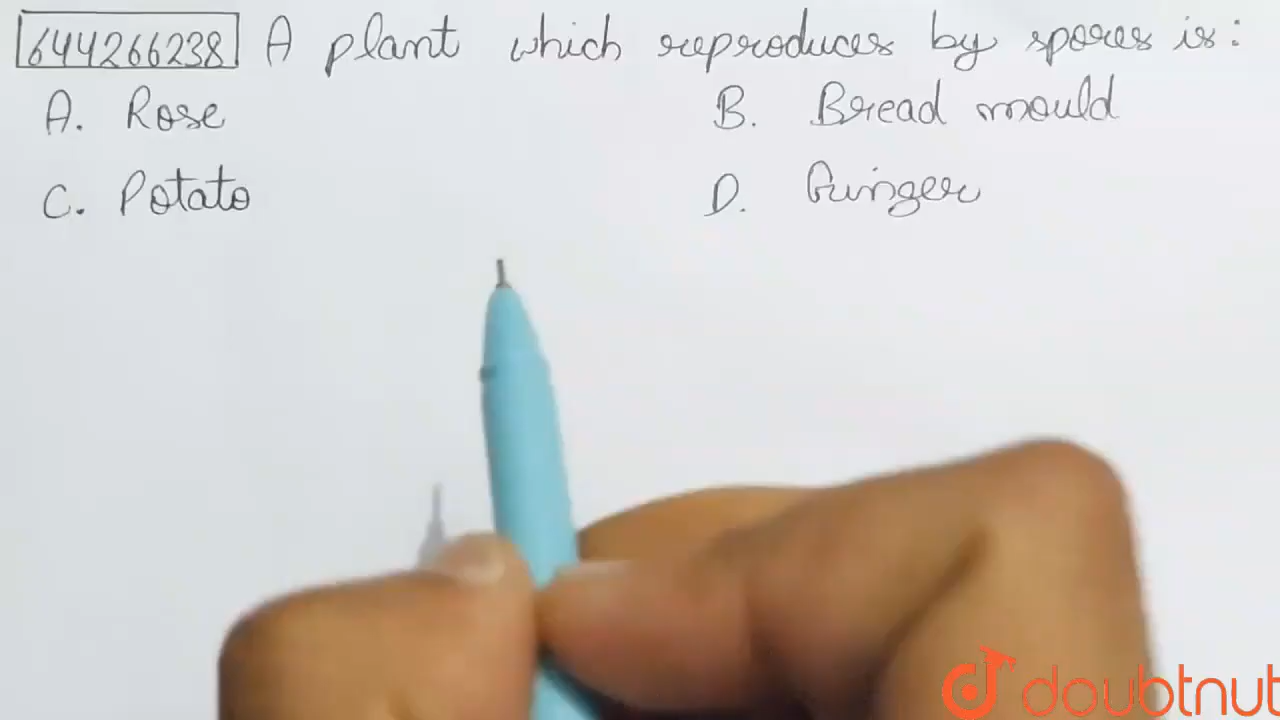 644266238 A plant which reproduces by spores is:
A. Rose B. Bread mould
C. Potato D. Ginger
doubtnut